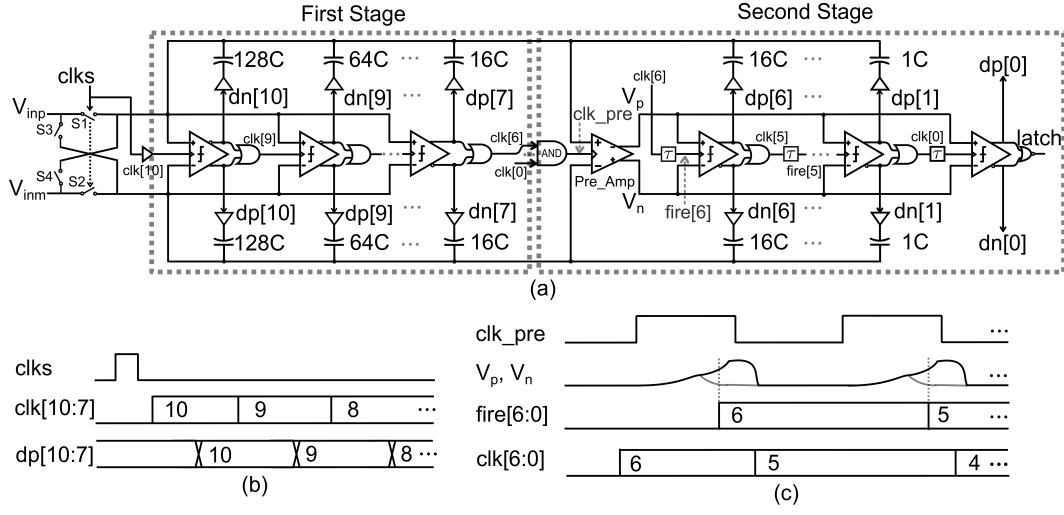 First Stage
Second Stage
clks
128C
64C
...
16C
16C
...
1C
dn[10]
dn[9]
dp[7]
clk[6]
dp[6]
dp[1]
dp[0]
V_inp
S1
S3
S4
S2
V_inm
clk[10]
clk[9]
clk[6]
clk[0]
AND
clk_pre
Pre_Amp
V_p
V_n
τ
fire[6]
clk[5]
τ
fire[5]
clk[0]
τ
latch
dp[10]
dp[9]
dn[7]
dn[6]
dn[1]
dn[0]
128C
64C
...
16C
16C
...
1C
(a)
clks
clk[10:7]
10
9
8
...
dp[10:7]
10
9
8
...
(b)
clk_pre
...
V_p, V_n
...
fire[6:0]
6
5
...
clk[6:0]
6
5
4
...
(c)